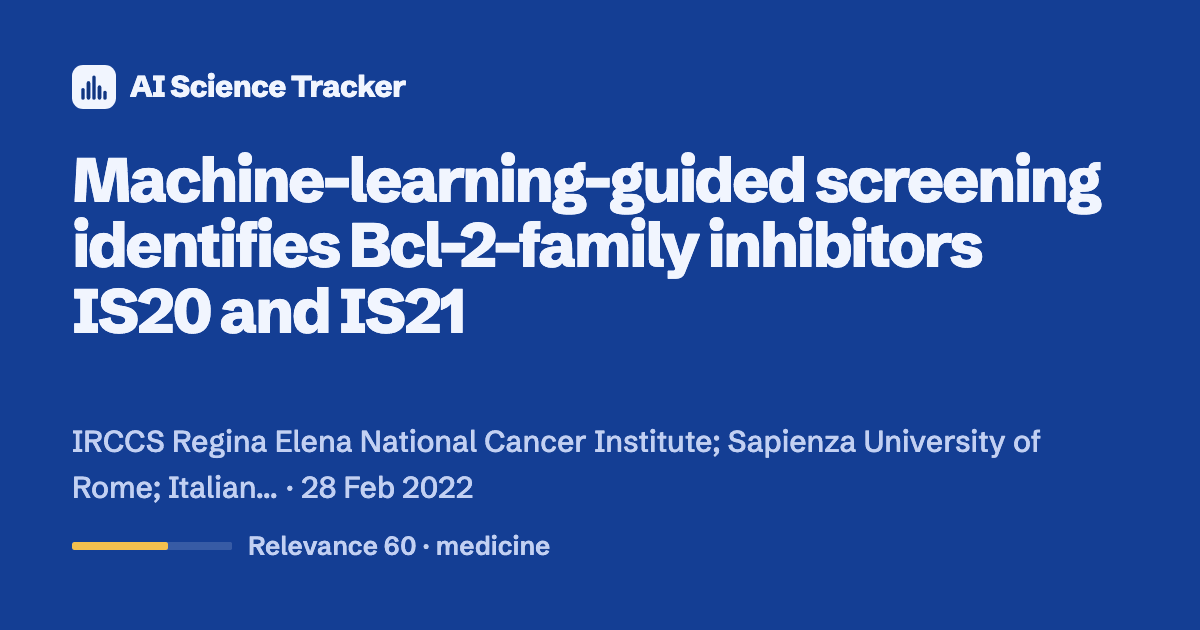 AI Science Tracker
Machine-learning-guided screening
identifies Bcl-2-family inhibitors
IS20 and IS21
IRCCS Regina Elena National Cancer Institute; Sapienza University of
Rome; Italian... · 28 Feb 2022
Relevance 60 · medicine